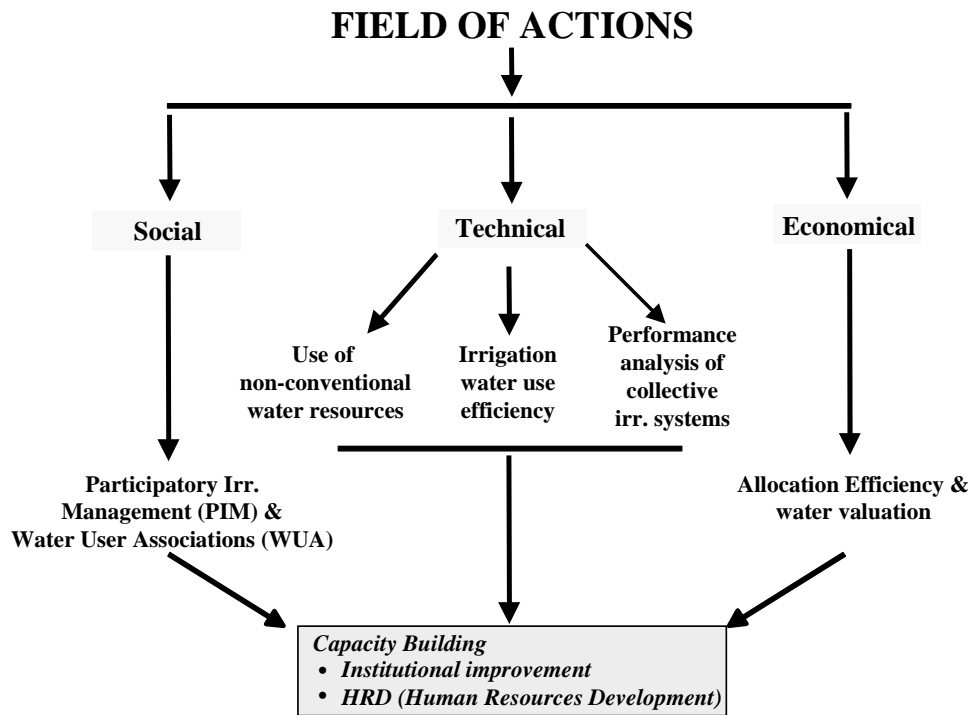 FIELD OF ACTIONS
Social
Technical
Economical
Use of
non-conventional
water resources
Irrigation
water use
efficiency
Performance
analysis of
collective
irr. systems
Participatory Irr.
Management (PIM) &
Water User Associations (WUA)
Allocation Efficiency &
water valuation
Capacity Building
• Institutional improvement
• HRD (Human Resources Development)